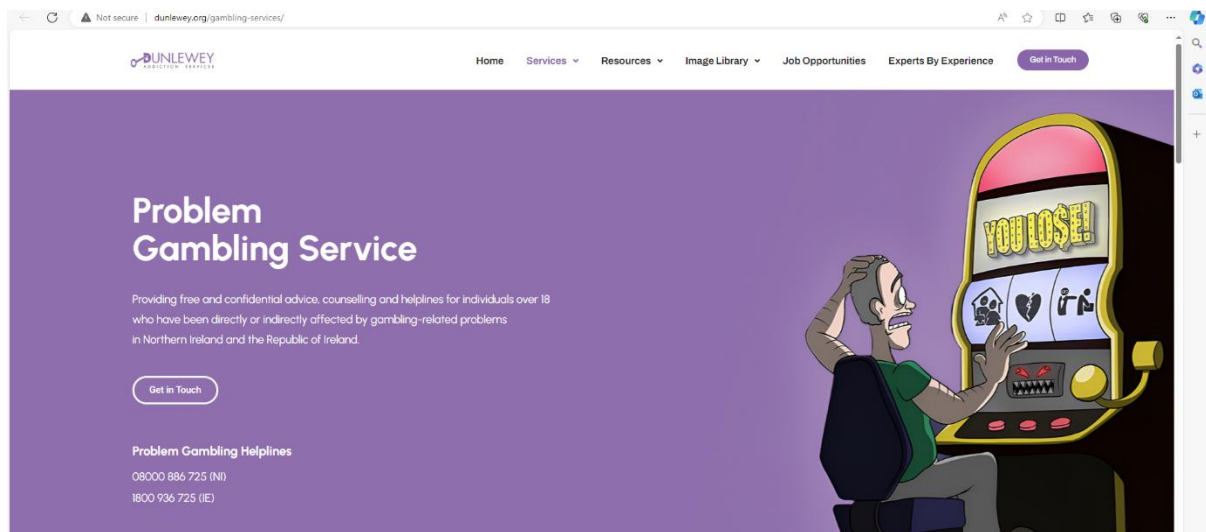 Not secure | dunlewey.org/gambling-services/
DUNLEWEY
ADDICTION SERVICES
Home Services Resources Image Library Job Opportunities Experts By Experience Get in Touch
Problem
Gambling Service
Providing free and confidential advice, counselling and helplines for individuals over 18
who have been directly or indirectly affected by gambling-related problems
in Northern Ireland and the Republic of Ireland.
Get in Touch
Problem Gambling Helplines
08000 886 725 (NI)
1800 936 725 (IE)
YOU LO$E!